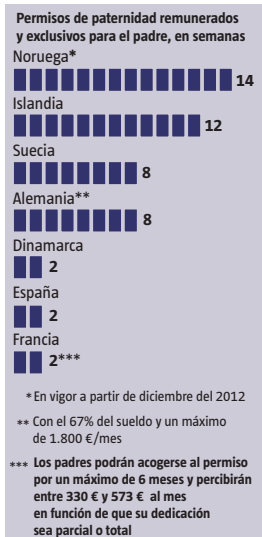 Permisos de paternidad remunerados
y exclusivos para el padre, en semanas
Noruega*
14
Islandia
12
Suecia
8
Alemania**
8
Dinamarca
2
España
2
Francia
2***
* En vigor a partir de diciembre del 2012
** Con el 67% del sueldo y un máximo
de 1.800 €/mes
*** Los padres podrán acogerse al permiso
por un máximo de 6 meses y percibirán
entre 330 € y 573 € al mes
en función de que su dedicación
sea parcial o total